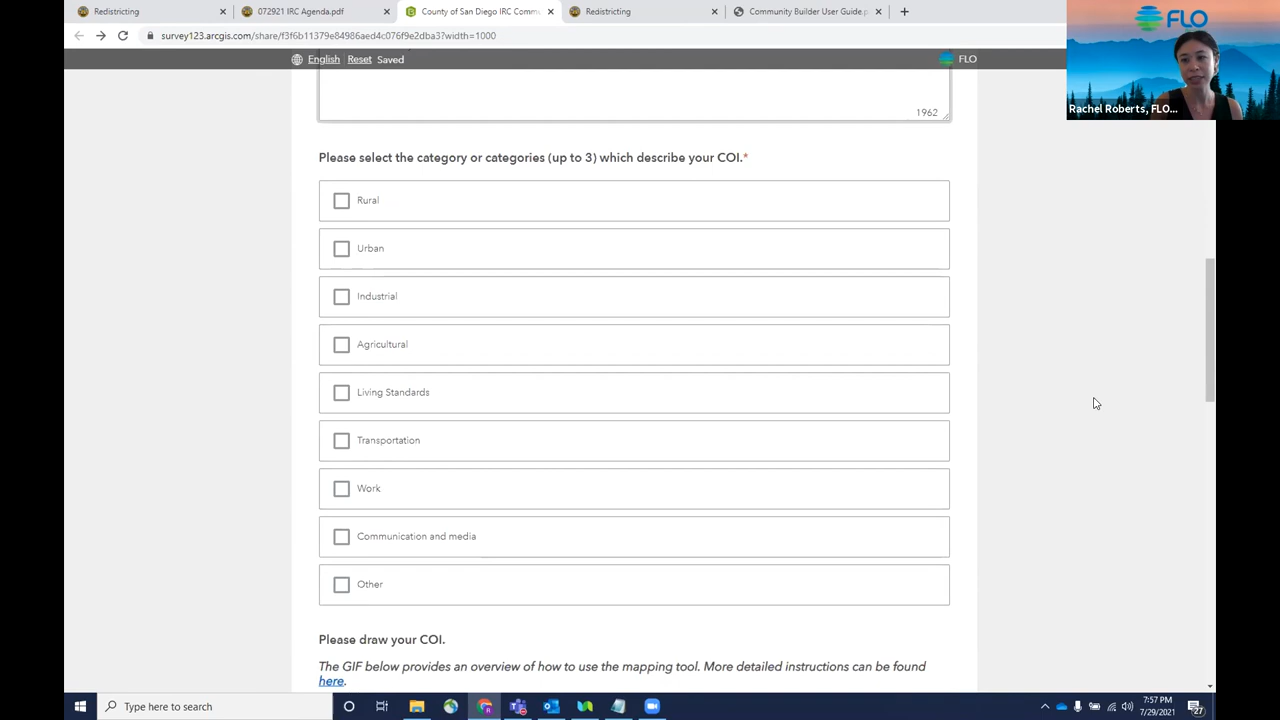 Redistricting
072921 IRC Agenda.pdf
County of San Diego IRC Commu
Redistricting
Community Builder User Guide.p
survey123.arcgis.com/share/f3f6b11379e84986aed4c076f9e2dba3?width=1000
English Reset Saved
FLO
FLO
Rachel Roberts, FLO...
1962
Please select the category or categories (up to 3) which describe your COI.*
Rural
Urban
Industrial
Agricultural
Living Standards
Transportation
Work
Communication and media
Other
Please draw your COI.
The GIF below provides an overview of how to use the mapping tool. More detailed instructions can be found
here.
Type here to search
7:57 PM
7/29/2021
27